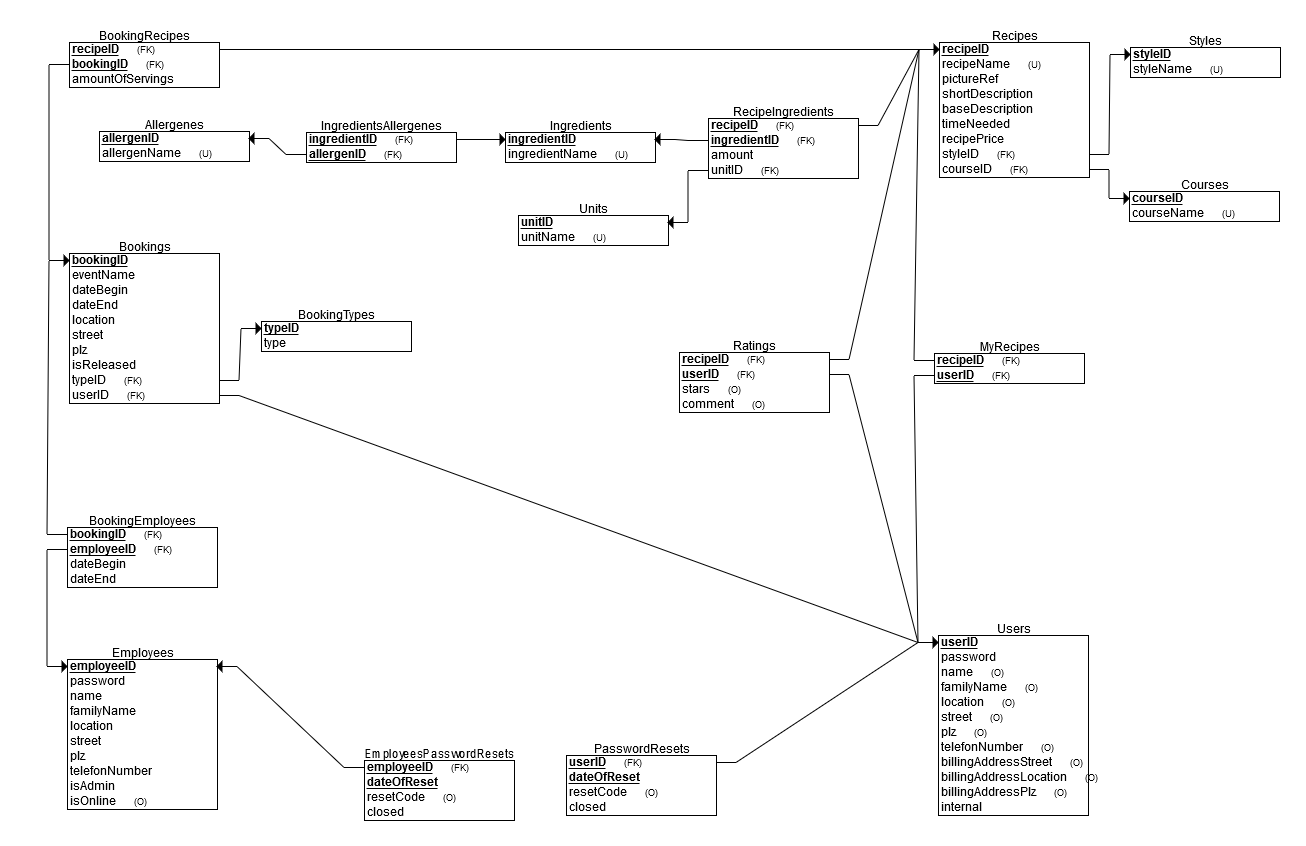 BookingRecipes
recipeID (FK)
bookingID (FK)
amountOfServings
Recipes
recipeID
recipeName (U)
pictureRef
shortDescription
baseDescription
timeNeeded
recipePrice
styleID (FK)
courseID (FK)
Styles
styleID
styleName (U)
Allergenes
allergenID
allergenName (U)
IngredientsAllergenes
ingredientID (FK)
allergenID (FK)
Ingredients
ingredientID
ingredientName (U)
RecipeIngredients
recipeID (FK)
ingredientID (FK)
amount
unitID (FK)
Courses
courseID
courseName (U)
Units
unitID
unitName (U)
Bookings
bookingID
eventName
dateBegin
dateEnd
location
street
plz
isReleased
typeID (FK)
userID (FK)
BookingTypes
typeID
type
Ratings
recipeID (FK)
userID (FK)
stars (O)
comment (O)
MyRecipes
recipeID (FK)
userID (FK)
BookingEmployees
bookingID (FK)
employeeID (FK)
dateBegin
dateEnd
Employees
employeeID
password
name
familyName
location
street
plz
telefonNumber
isAdmin
isOnline (O)
EmployeesPasswordResets
employeeID (FK)
dateOfReset
resetCode (O)
closed
PasswordResets
userID (FK)
dateOfReset
resetCode (O)
closed
Users
userID
password
name (O)
familyName (O)
location (O)
street (O)
plz (O)
telefonNumber (O)
billingAddressStreet (O)
billingAddressLocation (O)
billingAddressPlz (O)
internal